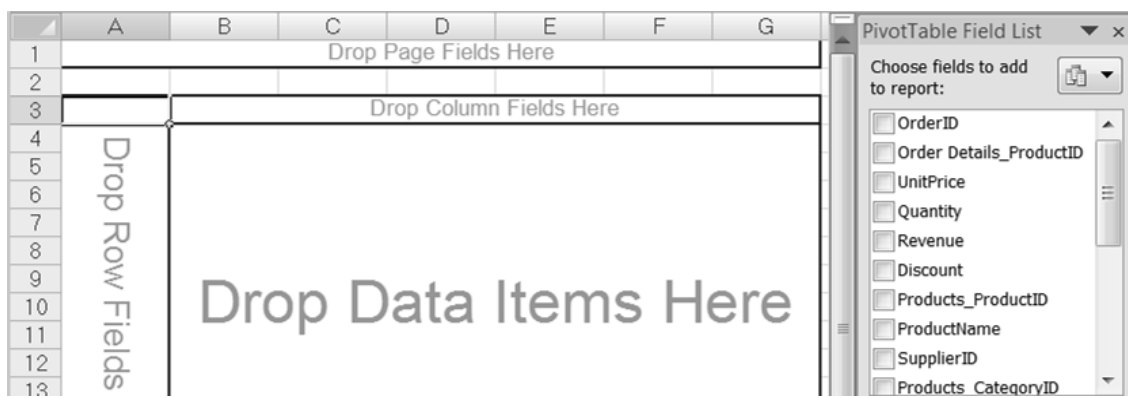 A B C D E F G
1 Drop Page Fields Here
2
3 Drop Column Fields Here
4
5
6
7
8
9
10
11
12
13
Drop Row Fields
Drop Data Items Here
PivotTable Field List
Choose fields to add
to report:
OrderID
Order Details_ProductID
UnitPrice
Quantity
Revenue
Discount
Products_ProductID
ProductName
SupplierID
Products_CategoryID